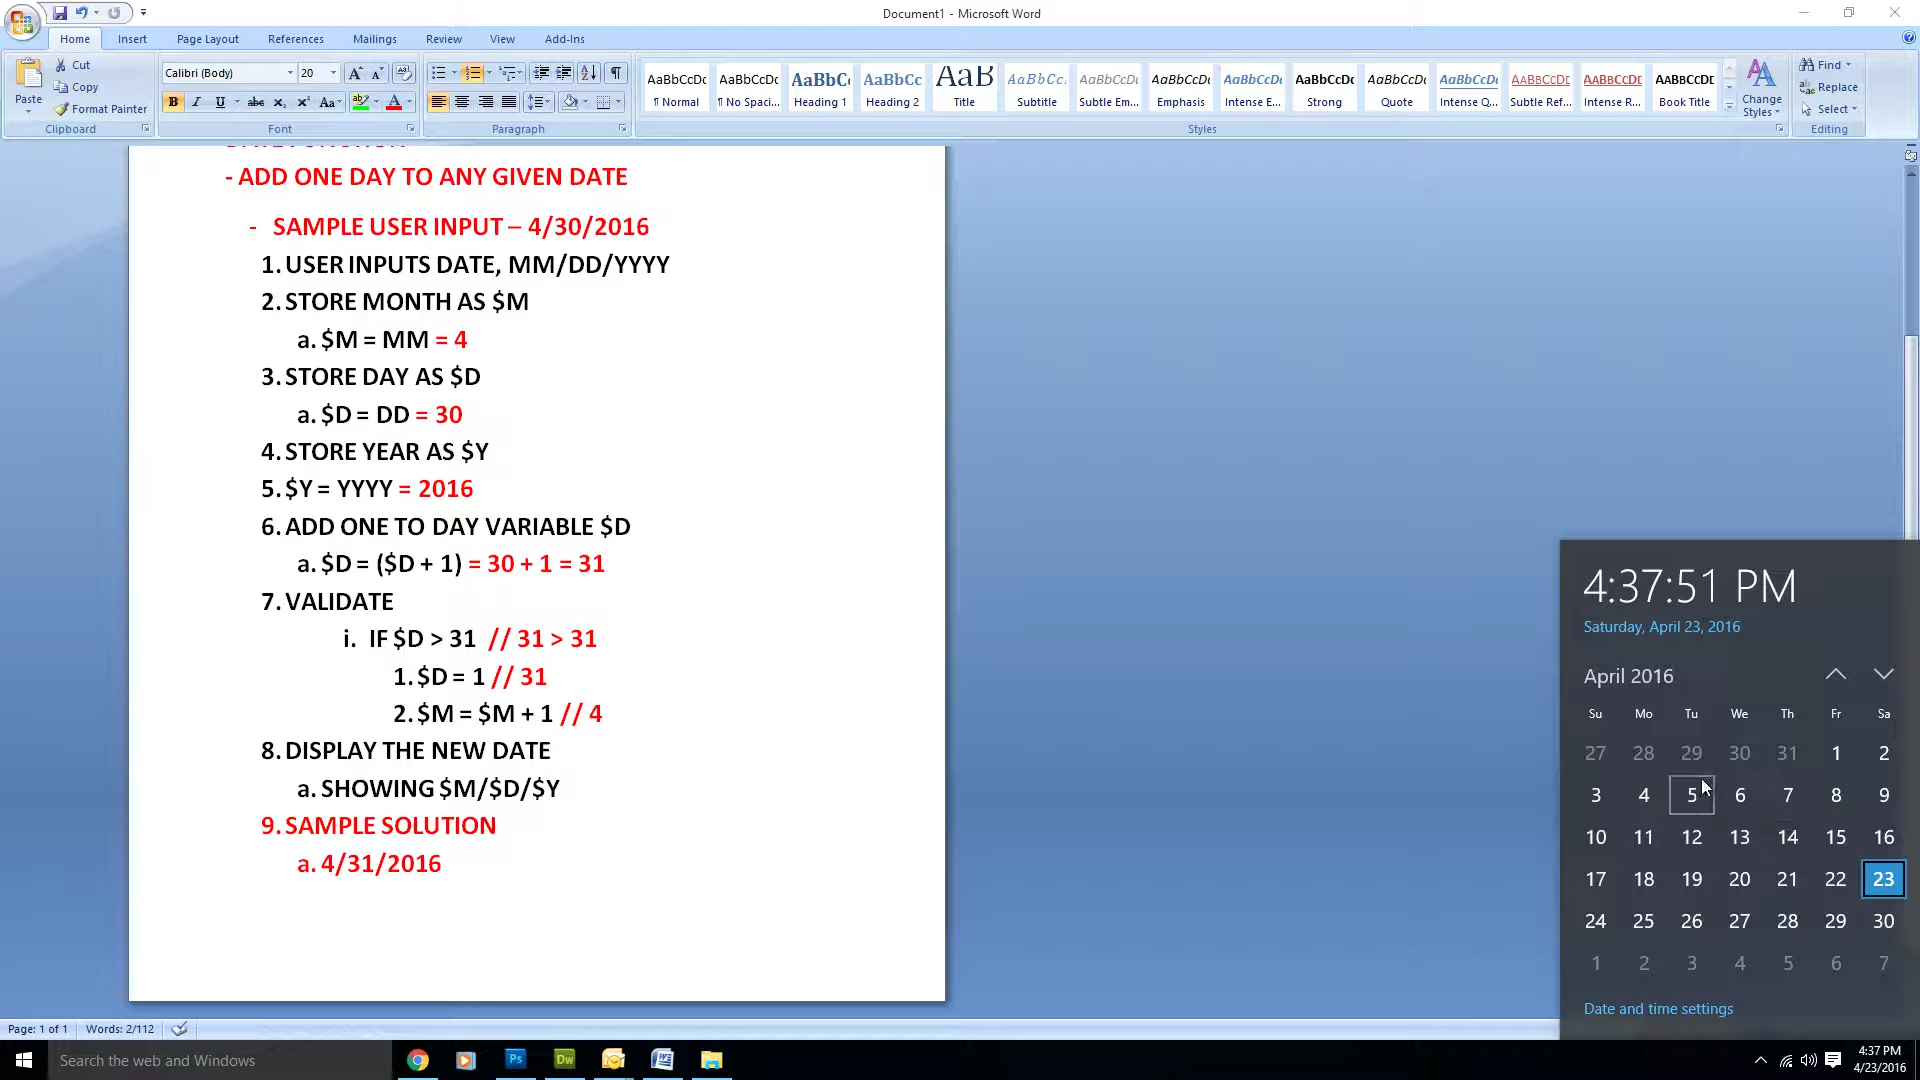 Document1 - Microsoft Word
Home Insert Page Layout References Mailings Review View Add-Ins
Paste
Cut
Copy
Format Painter
Clipboard
Calibri (Body) 20
Font
Paragraph
AaBbCcDc AaBbCcDc AaBbC AaBbCc AaB AaBbCc. AaBbCcDc AaBbCcDc AaBbCcDc AaBbCcDc AaBbCcDc AaBbCcDc AABBCCDE AABBCCDE AABBCCDE
¶ Normal ¶ No Spaci... Heading 1 Heading 2 Title Subtitle Subtle Em... Emphasis Intense E... Strong Quote Intense Q... Subtle Ref... Intense R... Book Title
Change Styles
Styles
Find
Replace
Select
Editing
- ADD ONE DAY TO ANY GIVEN DATE
- SAMPLE USER INPUT – 4/30/2016
1. USER INPUTS DATE, MM/DD/YYYY
2. STORE MONTH AS $M
a. $M = MM = 4
3. STORE DAY AS $D
a. $D = DD = 30
4. STORE YEAR AS $Y
5. $Y = YYYY = 2016
6. ADD ONE TO DAY VARIABLE $D
a. $D = ($D + 1) = 30 + 1 = 31
7. VALIDATE
i. IF $D > 31 // 31 > 31
1. $D = 1 // 31
2. $M = $M + 1 // 4
8. DISPLAY THE NEW DATE
a. SHOWING $M/$D/$Y
9. SAMPLE SOLUTION
a. 4/31/2016
4:37:51 PM
Saturday, April 23, 2016
April 2016
Su Mo Tu We Th Fr Sa
27 28 29 30 31 1 2
3 4 5 6 7 8 9
10 11 12 13 14 15 16
17 18 19 20 21 22 23
24 25 26 27 28 29 30
1 2 3 4 5 6 7
Date and time settings
Page: 1 of 1 Words: 2/112
Search the web and Windows
Ps Dw
4:37 PM
4/23/2016